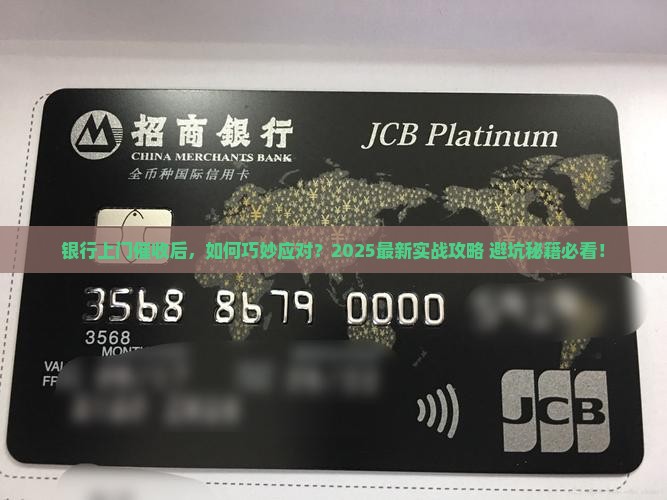 招商銀行
JCB Platinum
CHINA MERCHANTS BANK
全币种国际信用卡
银行上门催收后，如何巧妙应对？2025最新实战攻略 避坑秘籍必看！
3568 8679 0000
3568
JCB